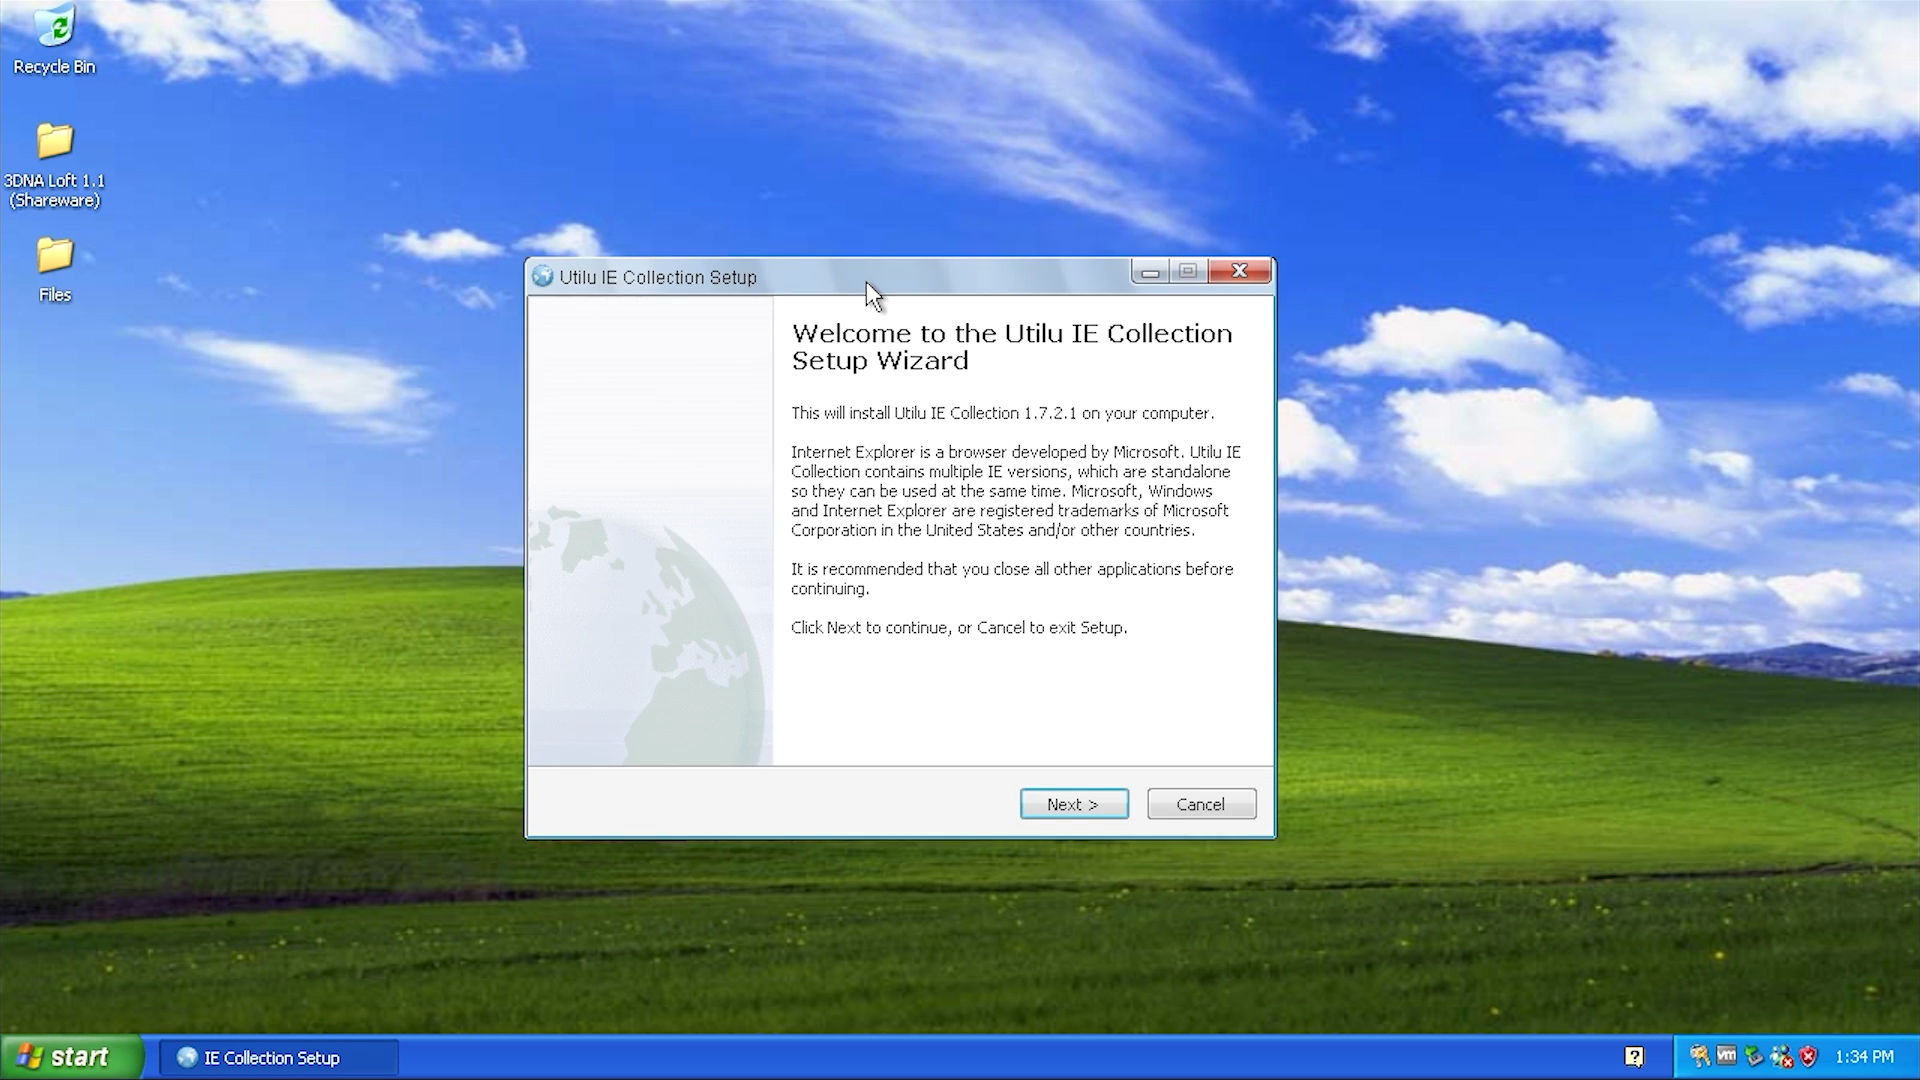 Recycle Bin
3DNA Loft 1.1
(Shareware)
Files
Utilu IE Collection Setup
Welcome to the Utilu IE Collection
Setup Wizard
This will install Utilu IE Collection 1.7.2.1 on your computer.
Internet Explorer is a browser developed by Microsoft. Utilu IE
Collection contains multiple IE versions, which are standalone
so they can be used at the same time. Microsoft, Windows
and Internet Explorer are registered trademarks of Microsoft
Corporation in the United States and/or other countries.
It is recommended that you close all other applications before
continuing.
Click Next to continue, or Cancel to exit Setup.
Next >
Cancel
start
IE Collection Setup
?
vm
1:34 PM